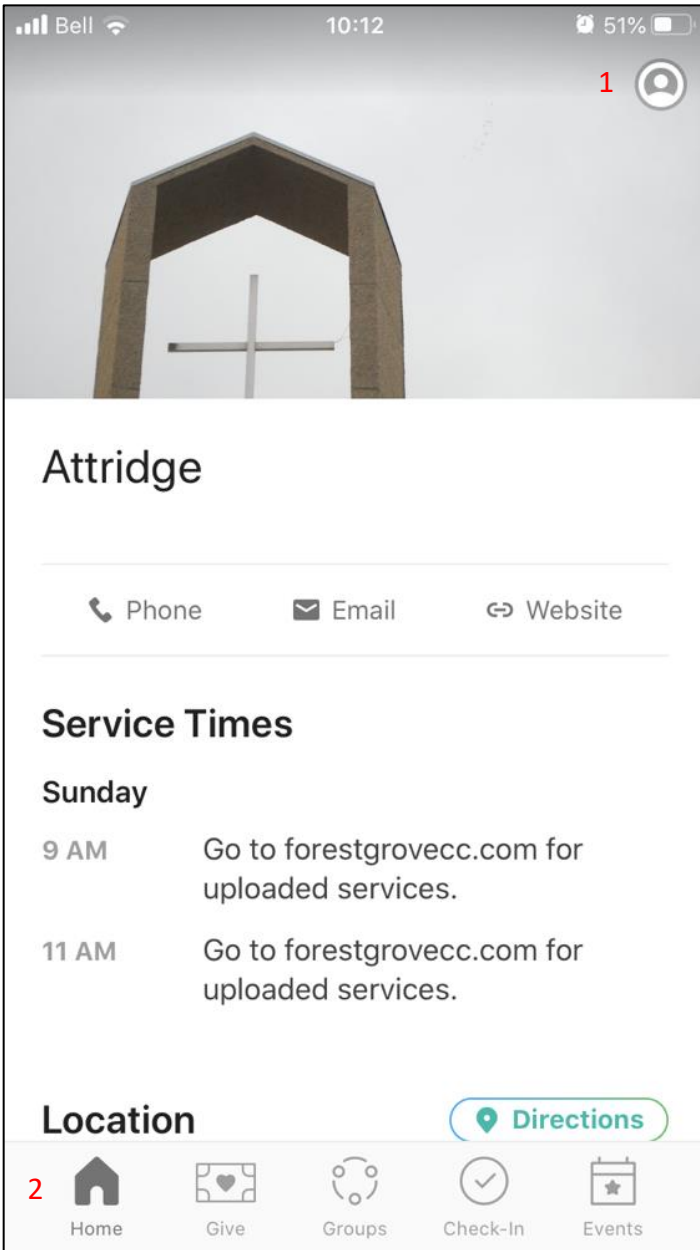 Bell 10:12 51%
1
Attridge
Phone Email Website
Service Times
Sunday
9 AM Go to forestgrovecc.com for
uploaded services.
11 AM Go to forestgrovecc.com for
uploaded services.
Location Directions
2
Home Give Groups Check-In Events